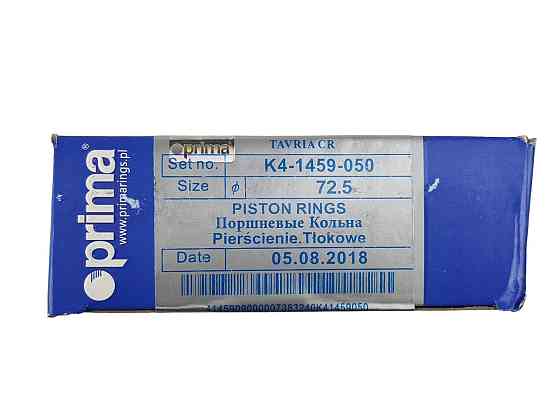 prima®
www.primarings.pl
prima
TAVRIA CR
Set no. K4-1459-050
Size ϕ 72.5
PISTON RINGS
Поршневые Кольна
Pierścienie.Tłokowe
Date 05.08.2018